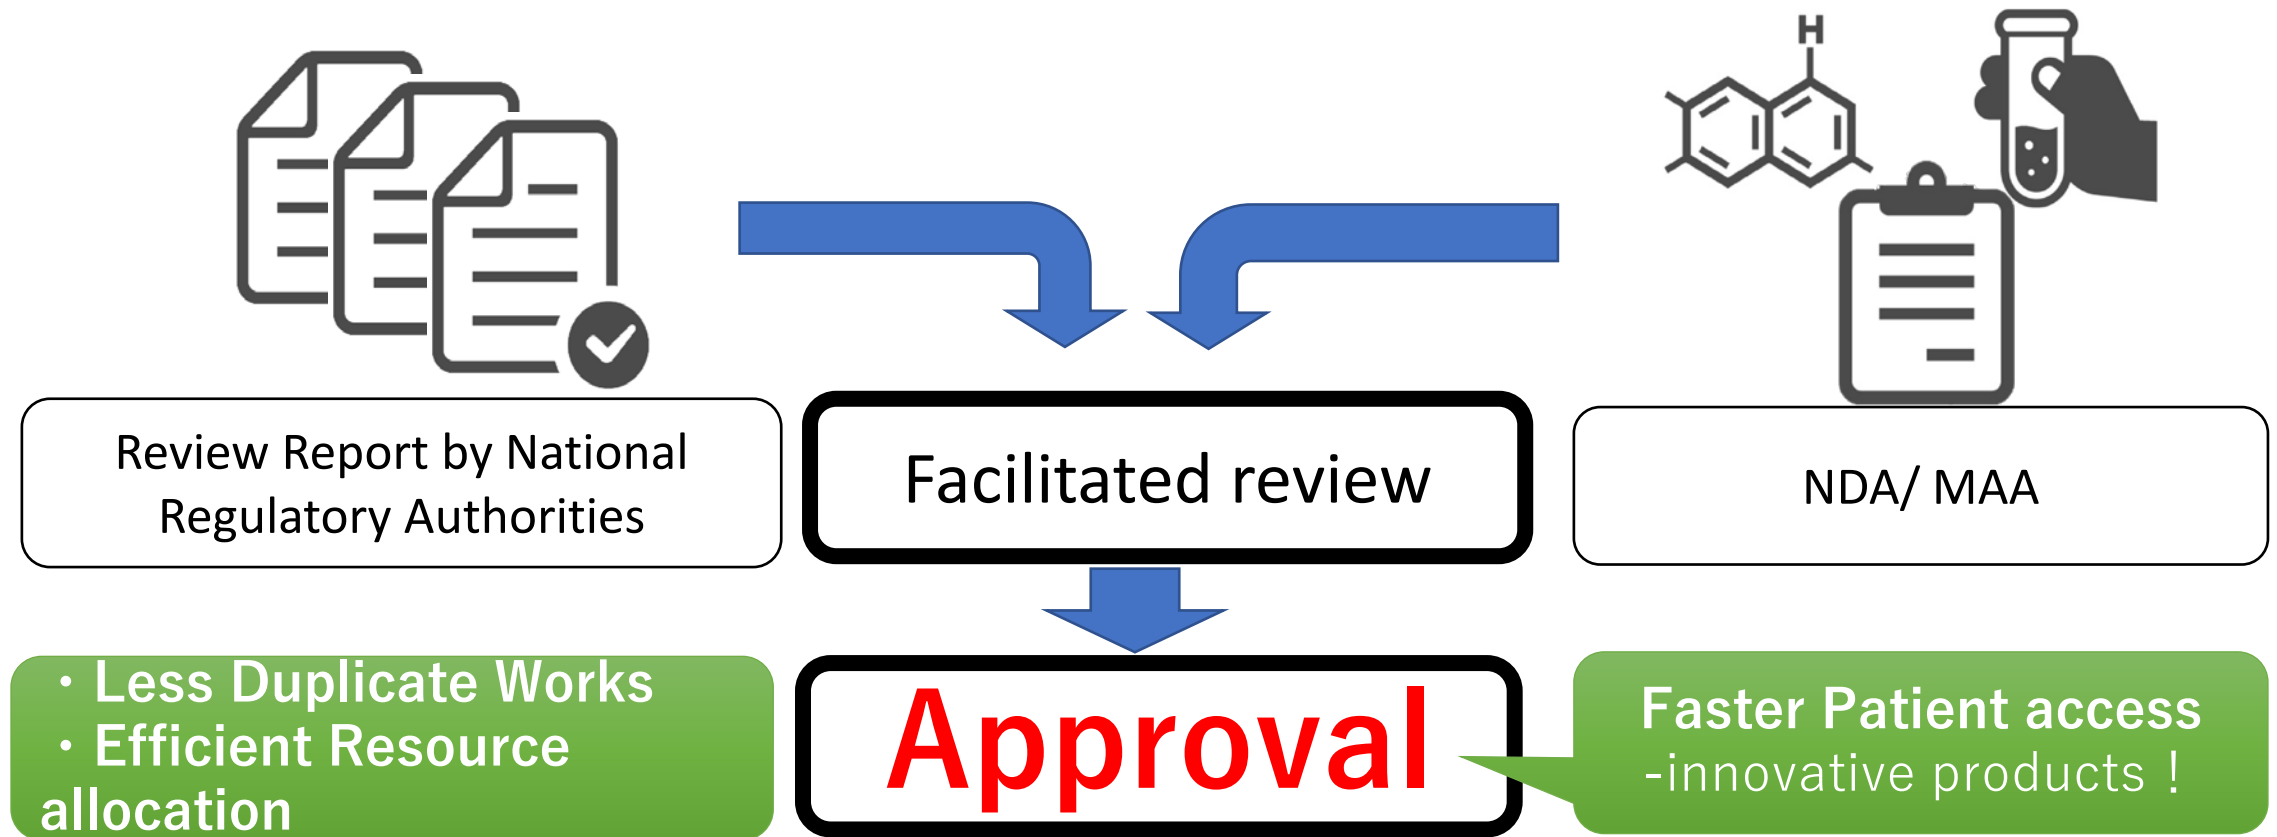 H
Review Report by National
Regulatory Authorities
Facilitated review
NDA/ MAA
・Less Duplicate Works
・Efficient Resource
allocation
Approval
Faster Patient access
-innovative products！